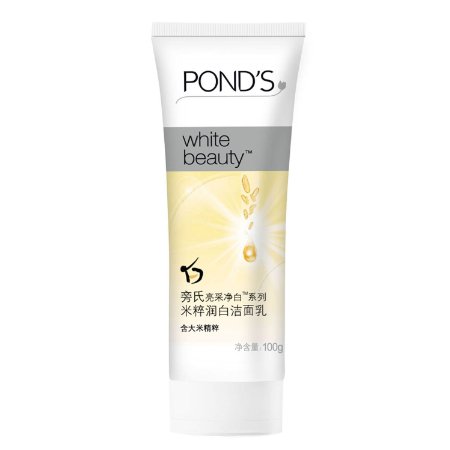 POND'S
white
beauty™
旁氏亮采净白™系列
米粹润白洁面乳
含大米精粹
净含量:100g